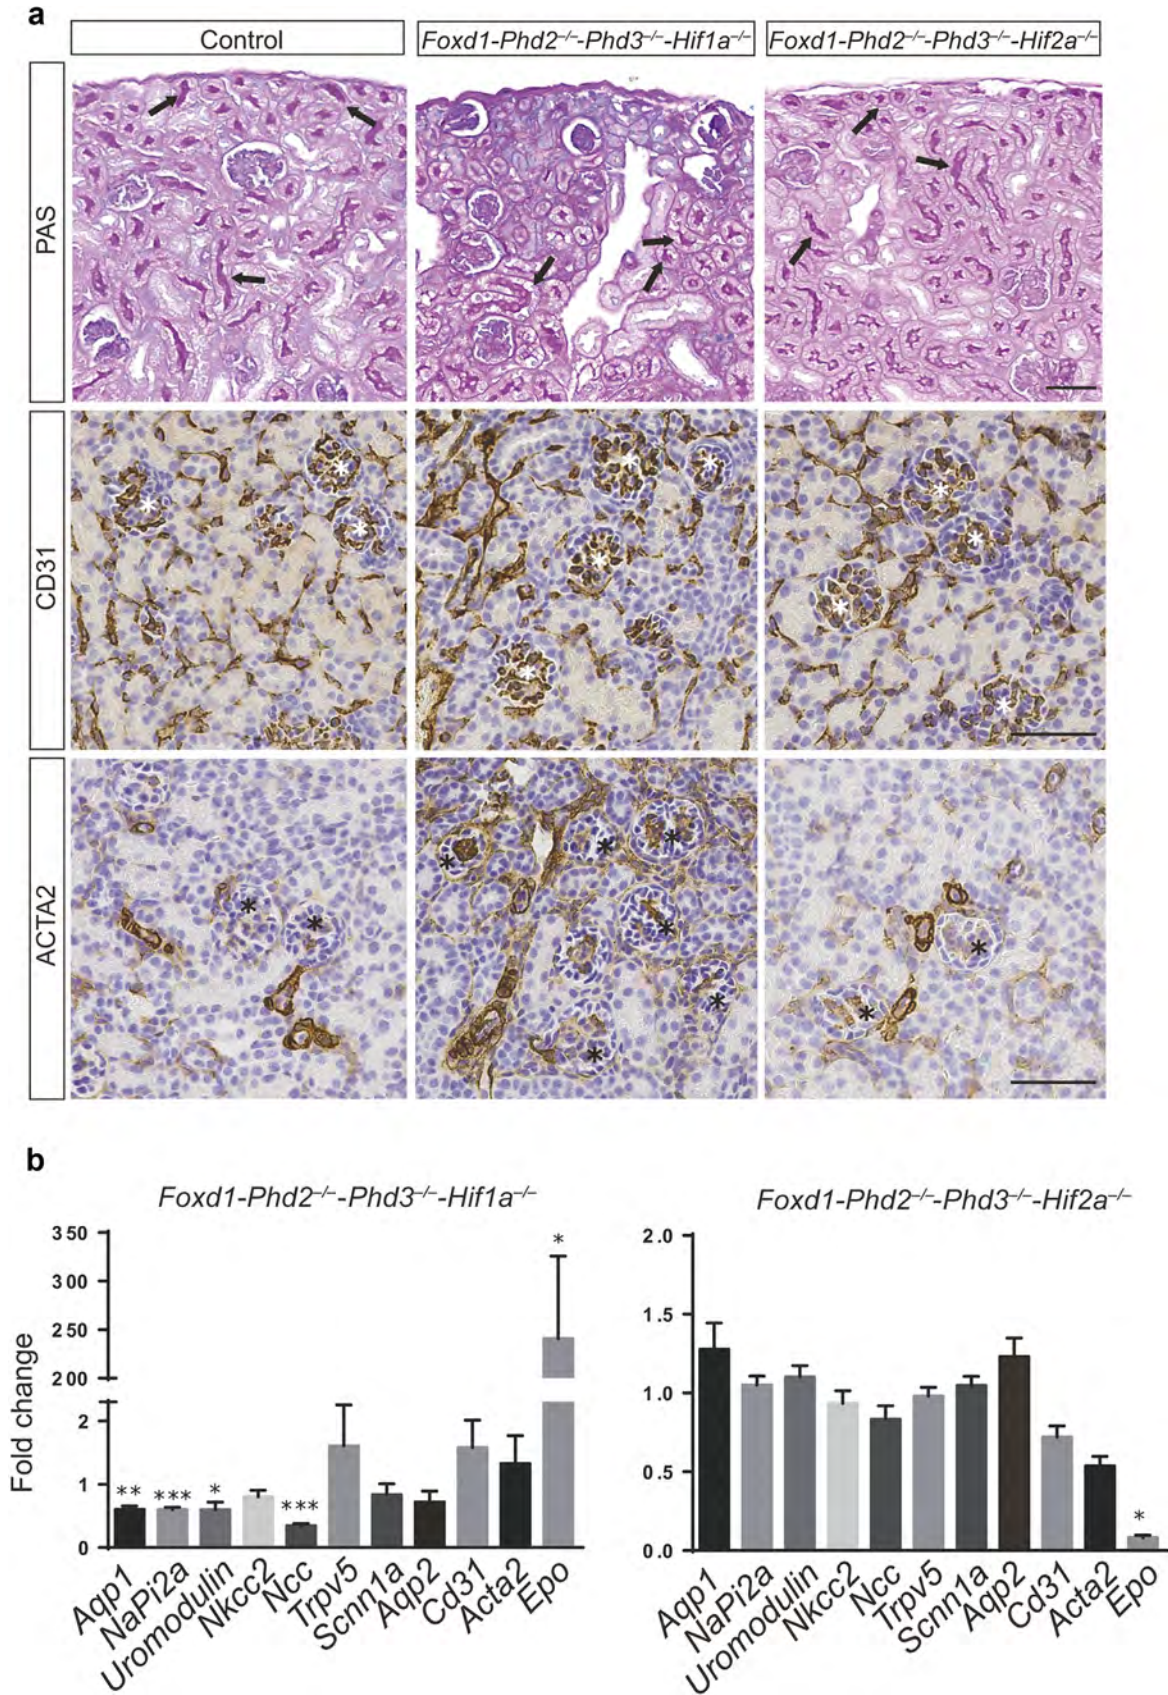 a
Control
Foxd1-Phd2–/–-Phd3–/–-Hif1a–/–
Foxd1-Phd2–/–-Phd3–/–-Hif2a–/–
PAS
CD31
* * *
* * * *
* * * *
ACTA2
* *
* * * * * *
* *
b
Foxd1-Phd2–/–-Phd3–/–-Hif1a–/–
Foxd1-Phd2–/–-Phd3–/–-Hif2a–/–
Fold change
350
300
250
200
2
1
0
** *** * *** *
Aqp1 NaPi2a Uromodulin Nkcc2 Ncc Trpv5 Scnn1a Aqp2 Cd31 Acta2 Epo
2.0
1.5
1.0
0.5
0.0
*
Aqp1 NaPi2a Uromodulin Nkcc2 Ncc Trpv5 Scnn1a Aqp2 Cd31 Acta2 Epo